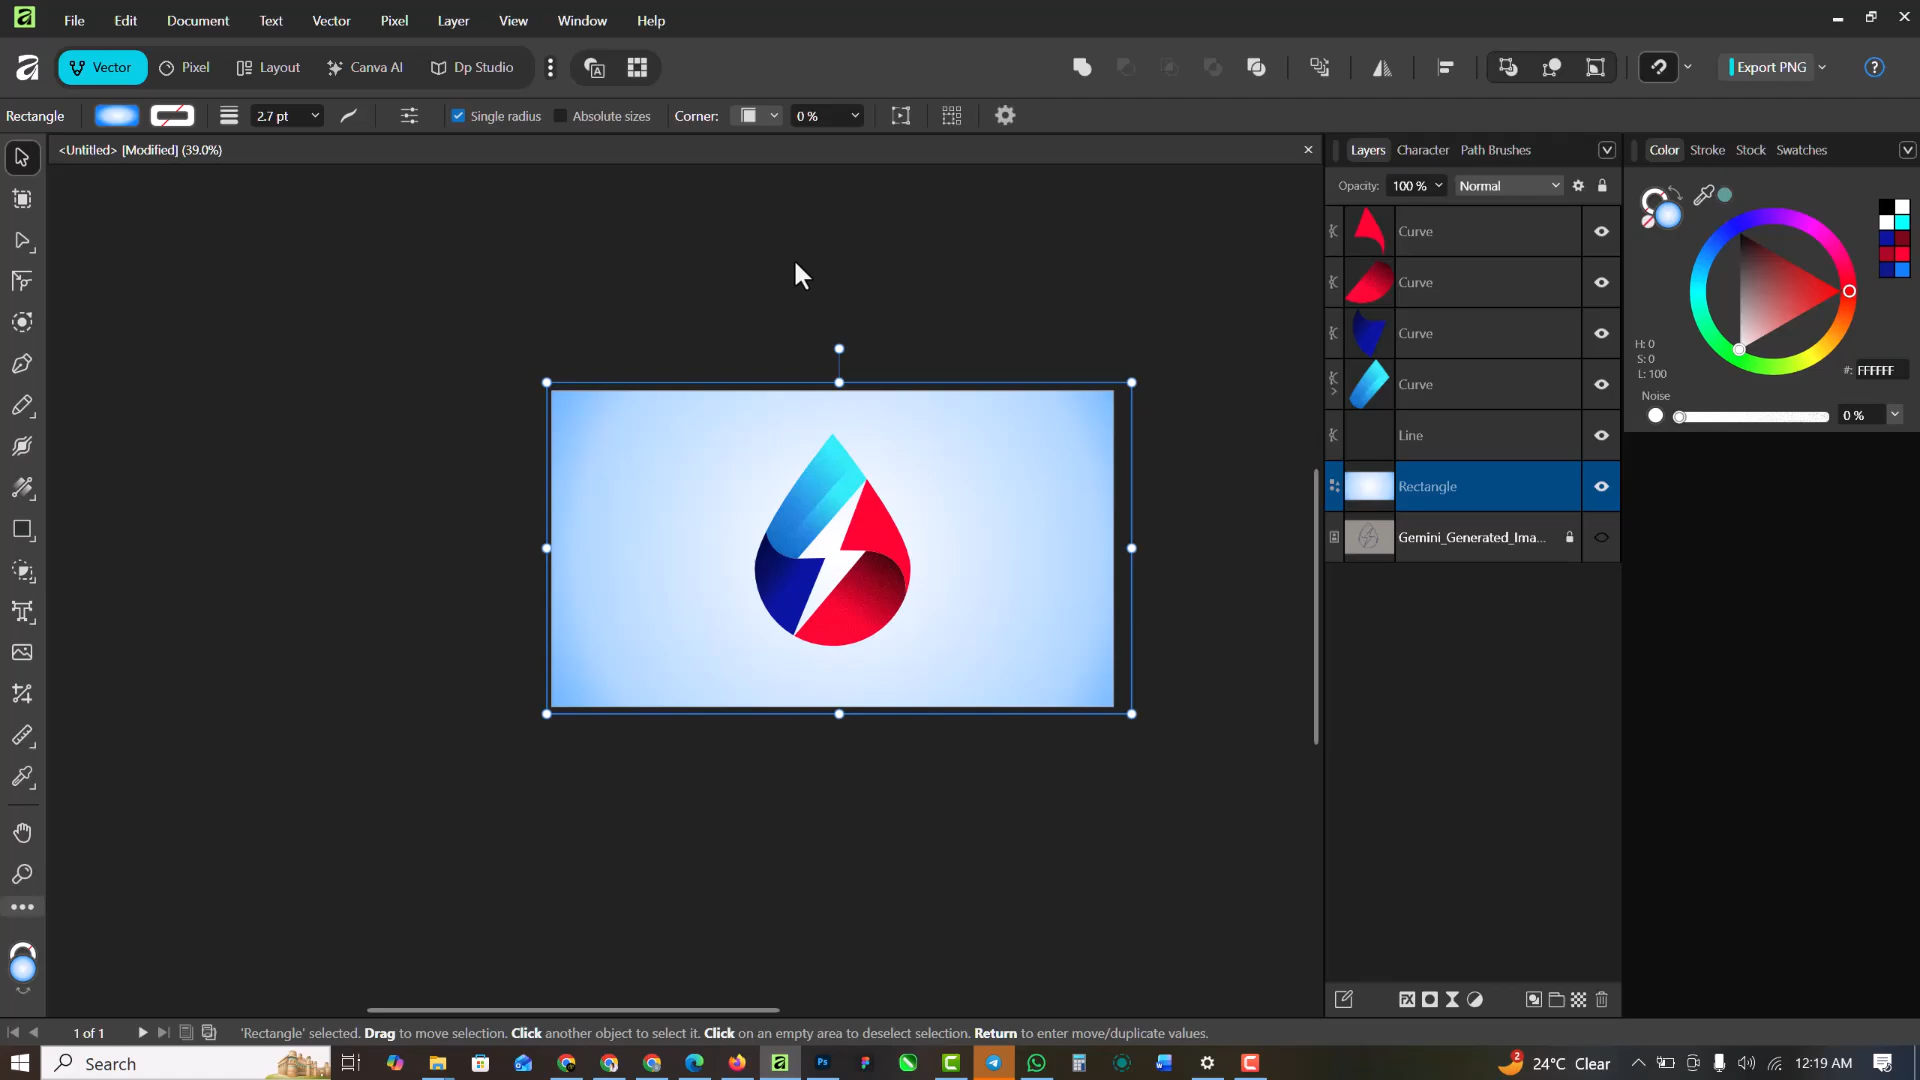 File Edit Document Text Vector Pixel Layer View Window Help
Vector Pixel Layout Canva AI Dp Studio Export PNG
Rectangle 2.7 pt Single radius Absolute sizes Corner: 0 %
<Untitled> [Modified] (39.0%)
Layers Character Path Brushes
Color Stroke Stock Swatches
Opacity: 100 % Normal
Curve
Curve
Curve
Curve
Line
Rectangle
Gemini_Generated_Ima...
H: 0
S: 0
L: 100
#: FFFFFF
Noise
0 %
1 of 1
'Rectangle' selected. Drag to move selection. Click another object to select it. Click on an empty area to deselect selection. Return to enter move/duplicate values.
Search
2
24°C Clear
12:19 AM